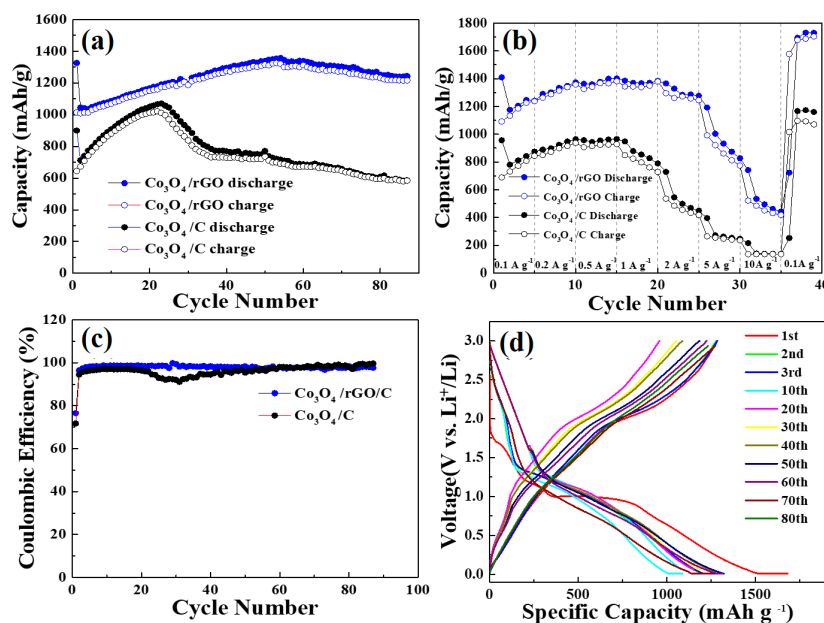 (a)
Capacity (mAh/g)
1600
1400
1200
1000
800
600
400
200
0
Co₃O₄/rGO discharge
Co₃O₄/rGO charge
Co₃O₄/C discharge
Co₃O₄/C charge
0 20 40 60 80
Cycle Number
(b)
Capacity (mAh/g)
1800
1600
1400
1200
1000
800
600
400
200
0
Co₃O₄/rGO Discharge
Co₃O₄/rGO Charge
Co₃O₄/C Discharge
Co₃O₄/C Charge
0.1 A g⁻¹ 0.2 A g⁻¹ 0.5 A g⁻¹ 1A g⁻¹ 2 A g⁻¹ 5 A g⁻¹ 10A g⁻¹ 0.1A g⁻¹
0 10 20 30 40
Cycle Number
(c)
Coulombic Efficiency (%)
120
100
80
60
40
20
0
Co₃O₄/rGO/C
Co₃O₄/C
0 20 40 60 80 100
Cycle Number
(d)
Voltage(V vs. Li⁺/Li)
3.0
2.5
2.0
1.5
1.0
0.5
0.0
1st
2nd
3rd
10th
20th
30th
40th
50th
60th
70th
80th
0 500 1000 1500
Specific Capacity (mAh g⁻¹)